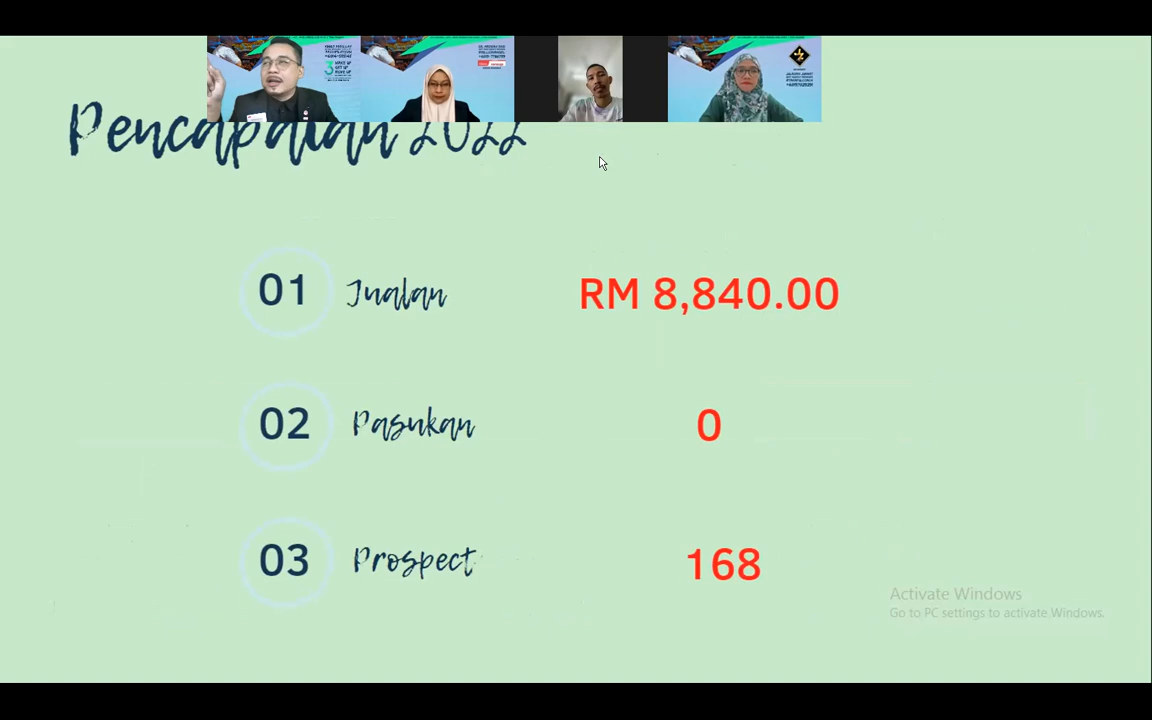 Pencapaian 2022
01 Jualan RM 8,840.00
02 Pasukan 0
03 Prospect 168
Activate Windows
Go to PC settings to activate Windows.